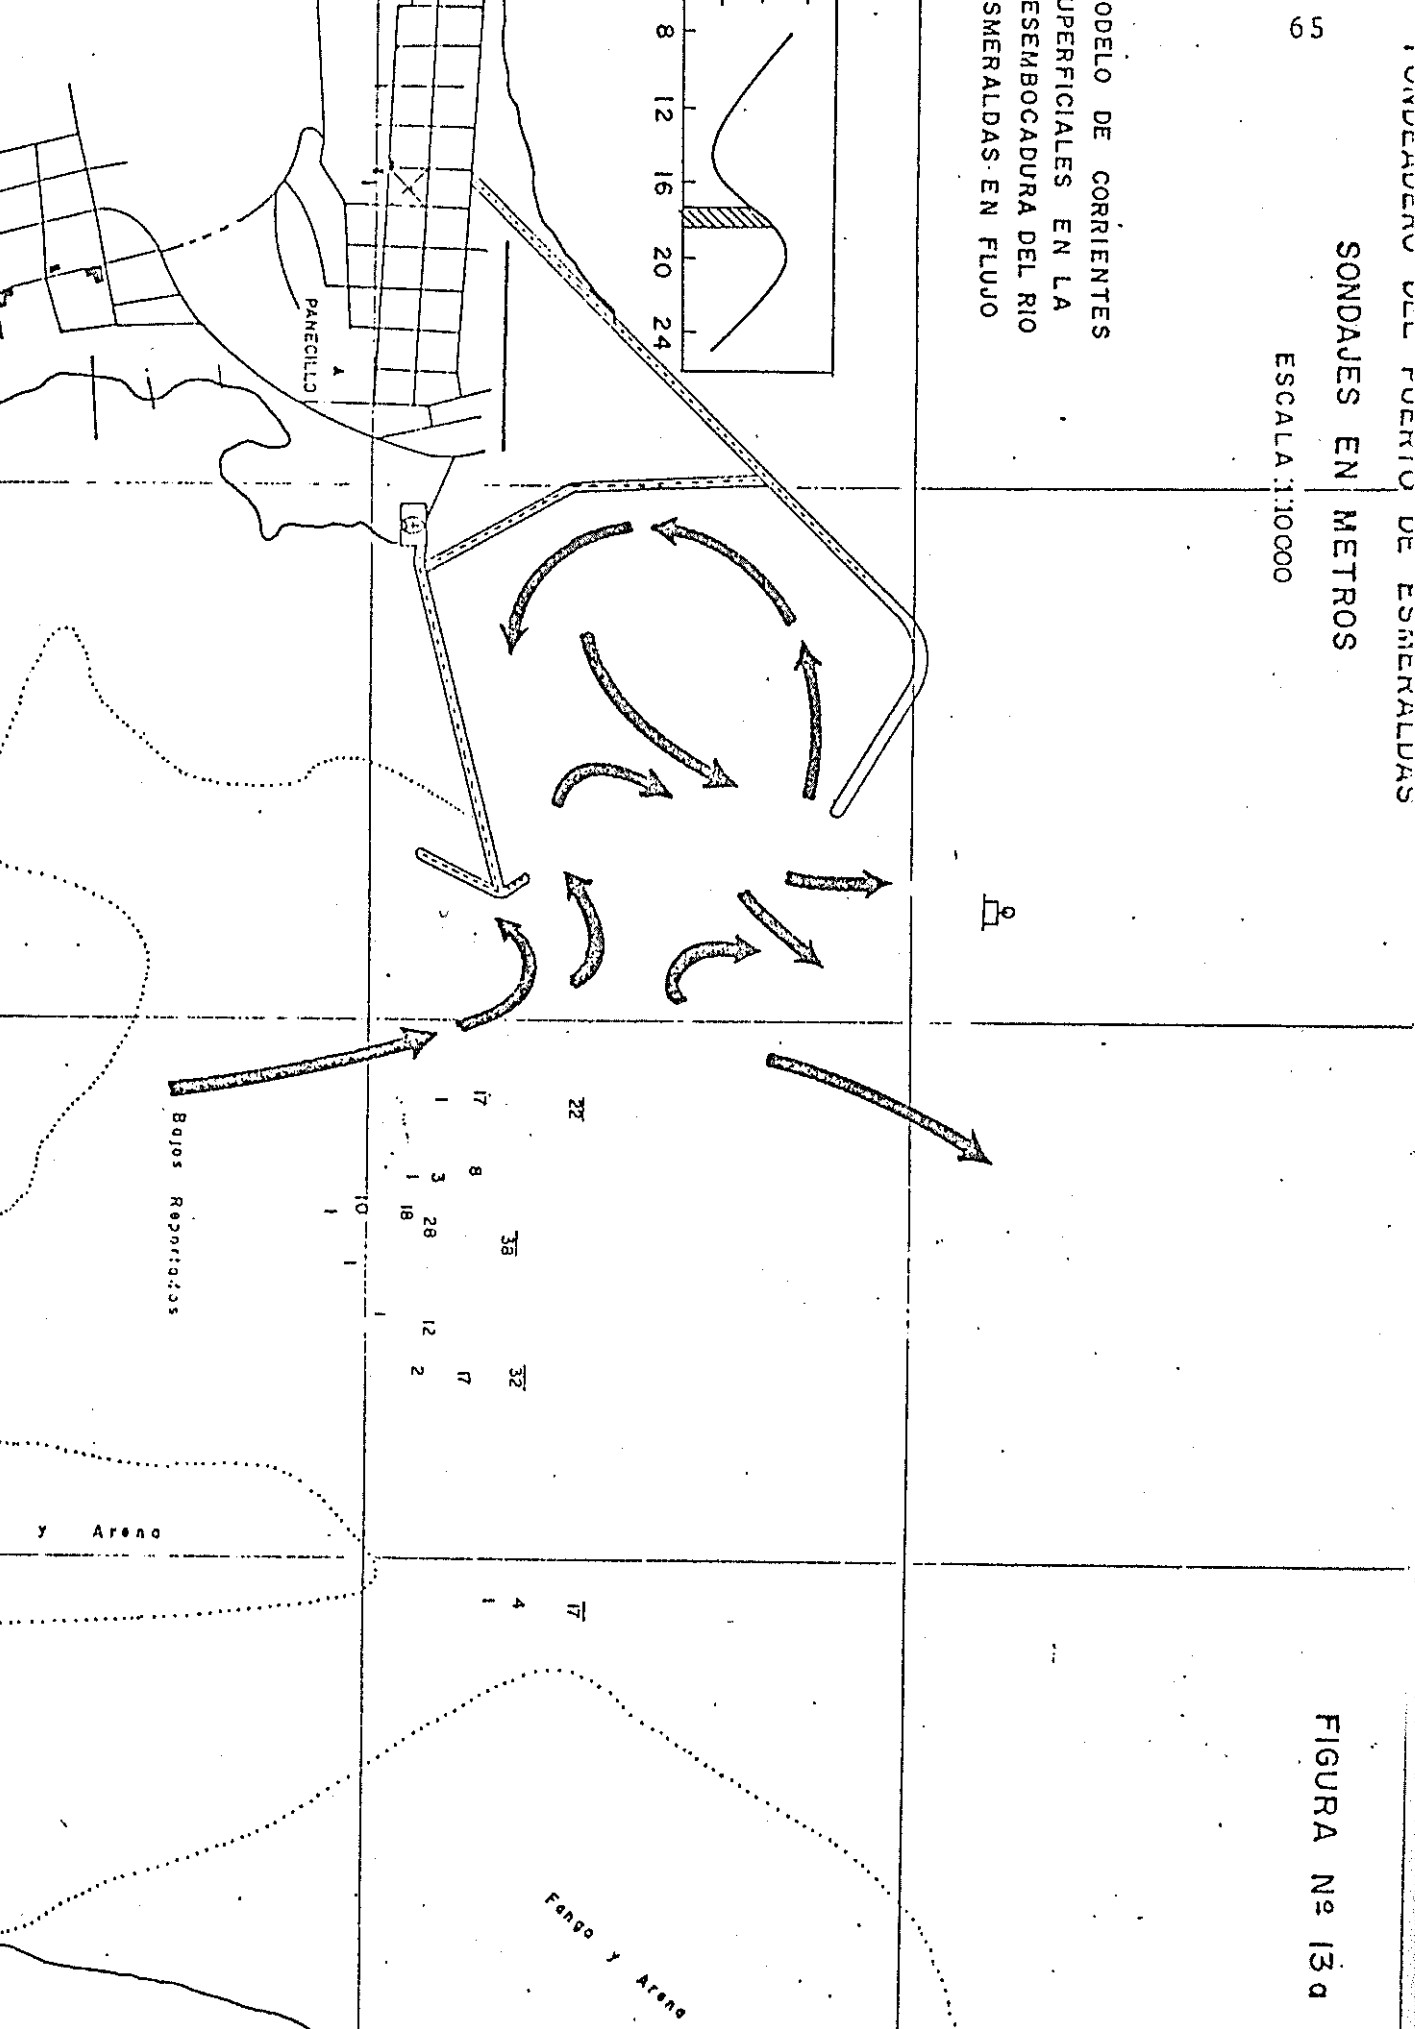 65
FONDEADERO DEL PUERTO DE ESMERALDAS
SONDAJES EN METROS
ESCALA 1:10000
FIGURA Nº 13a
ODELO DE CORRIENTES
UPERFICIALES EN LA
ESEMBOCADURA DEL RIO
SMERALDAS EN FLUJO
8 12 16 20 24
PANECILLO
22
17
1
8
3
1
38
28
18
10
1
1
1
12
32
17
2
Bajos Reportados
y Arena
17
4
1
Fango y Arena